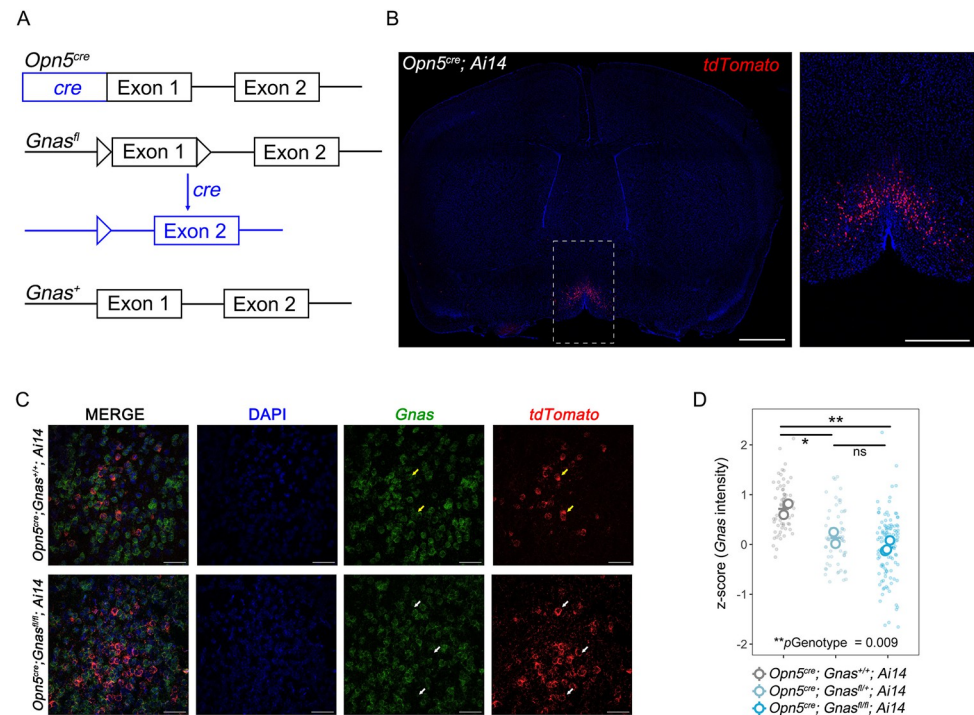 A
Opn5cre
cre
Exon 1
Exon 2
Gnasfl
Exon 1
Exon 2
cre
Exon 2
Gnas+
Exon 1
Exon 2
B
Opn5cre; Ai14
tdTomato
C
MERGE
DAPI
Gnas
tdTomato
Opn5cre;Gnas+/+; Ai14
Opn5cre;Gnasfl/fl; Ai14
D
**
*
ns
z-score (Gnas intensity)
2
1
0
-1
-2
**pGenotype = 0.009
Opn5cre; Gnas+/+; Ai14
Opn5cre; Gnasfl/+; Ai14
Opn5cre; Gnasfl/fl; Ai14